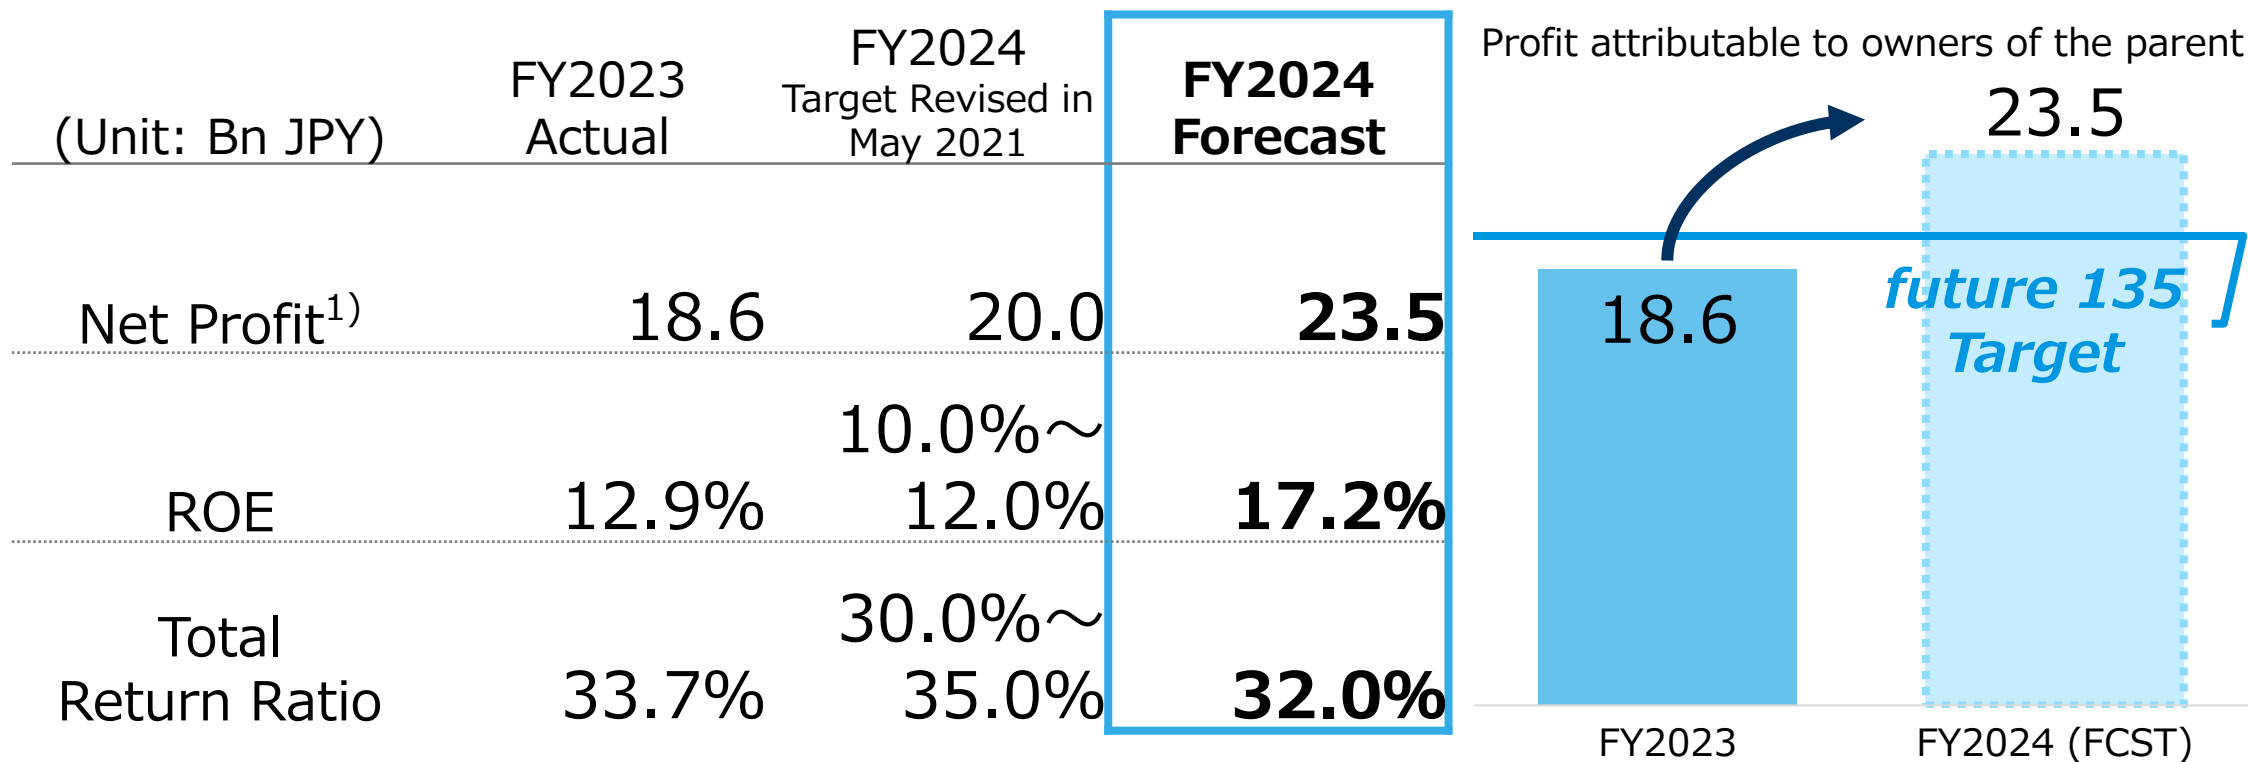 (Unit: Bn JPY)
FY2023
Actual
FY2024
Target Revised in
May 2021
FY2024
Forecast
Net Profit1)
18.6
20.0
23.5
ROE
12.9%
10.0%～
12.0%
17.2%
Total
Return Ratio
33.7%
30.0%～
35.0%
32.0%
Profit attributable to owners of the parent
23.5
18.6
future 135
Target
FY2023
FY2024 (FCST)